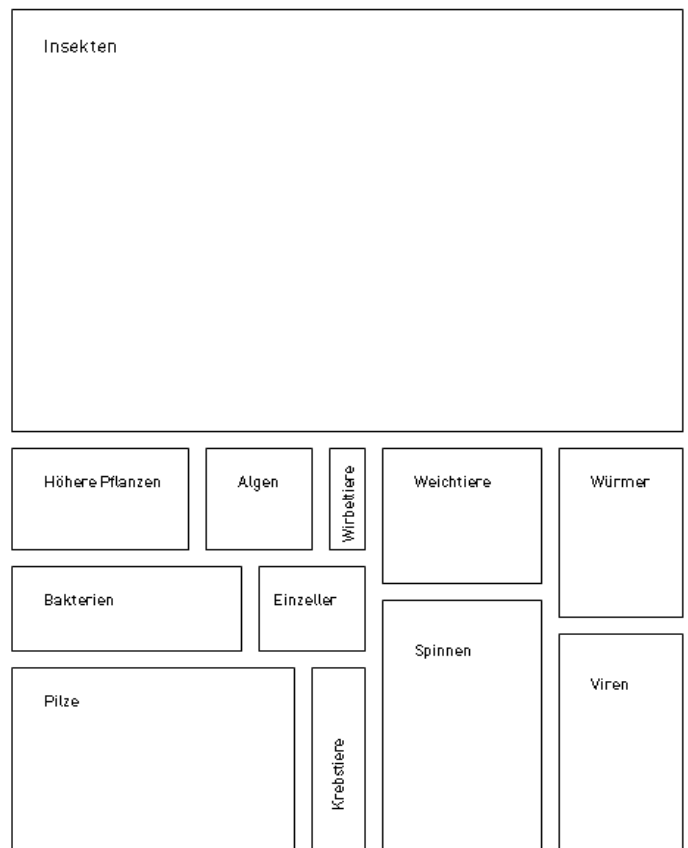 Insekten
Höhere Pflanzen
Algen
Wirbeltiere
Weichtiere
Würmer
Bakterien
Einzeller
Spinnen
Viren
Pilze
Krebstiere